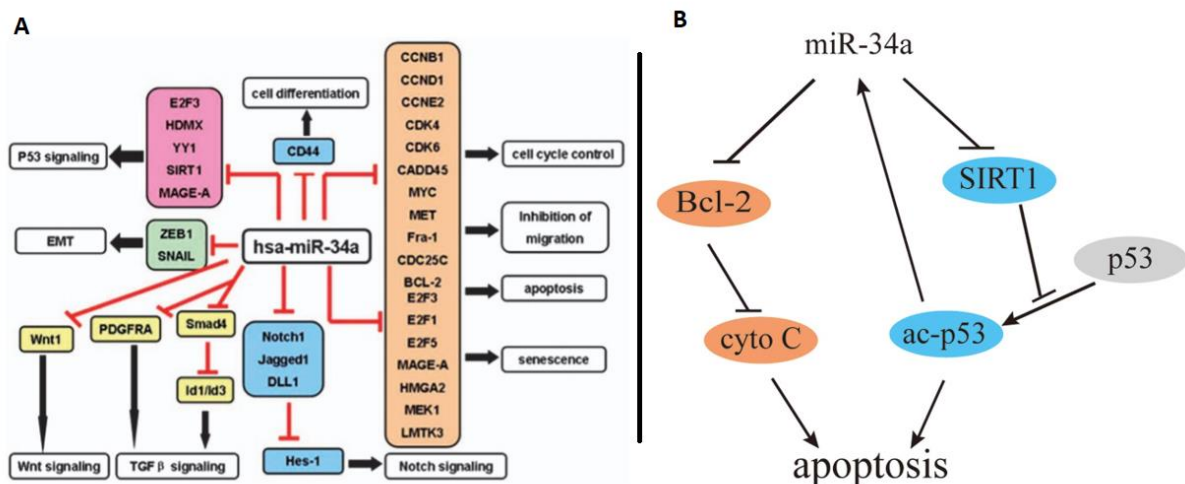 A
E2F3
HDMX
YY1
SIRT1
MAGE-A
P53 signaling
cell differentiation
CD44
ZEB1
SNAIL
EMT
hsa-miR-34a
Wnt1
PDGFRA
Smad4
Id1/Id3
Notch1
Jagged1
DLL1
Hes-1
Wnt signaling
TGF β signaling
Notch signaling
CCNB1
CCND1
CCNE2
CDK4
CDK6
CADD45
MYC
MET
Fra-1
CDC25C
BCL-2
E2F3
E2F1
E2F5
MAGE-A
HMGA2
MEK1
LMTK3
cell cycle control
Inhibition of
migration
apoptosis
senescence
B
miR-34a
Bcl-2
SIRT1
p53
cyto C
ac-p53
apoptosis